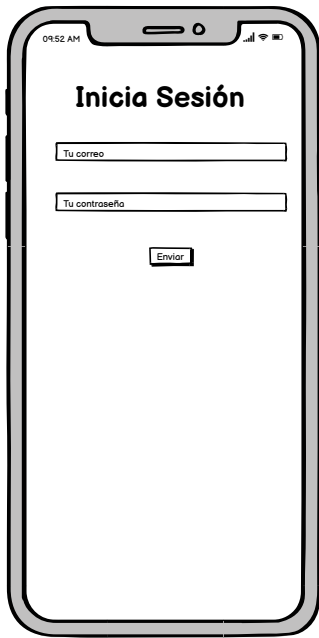 09:52 AM
Inicia Sesión
Tu correo
Tu contraseña
Enviar